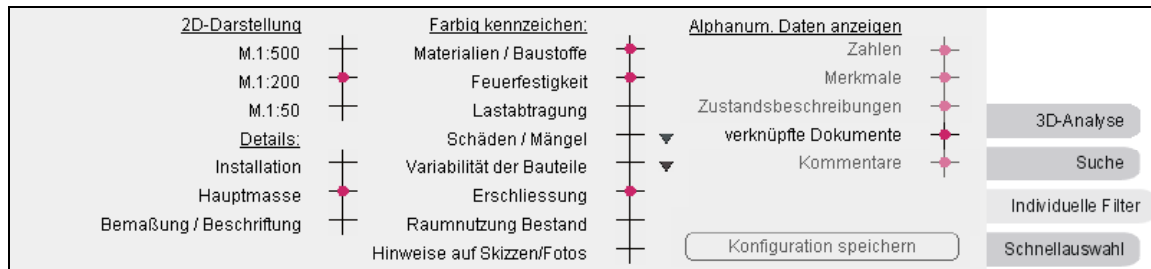 2D-Darstellung
M.1:500
M.1:200
M.1:50
Details:
Installation
Hauptmasse
Bemaßung / Beschriftung
Farbig kennzeichen:
Materialien / Baustoffe
Feuerfestigkeit
Lastabtragung
Schäden / Mängel
Variabilität der Bauteile
Erschliessung
Raumnutzung Bestand
Hinweise auf Skizzen/Fotos
Alphanum. Daten anzeigen
Zahlen
Merkmale
Zustandsbeschreibungen
verknüpfte Dokumente
Kommentare
Konfiguration speichern
3D-Analyse
Suche
Individuelle Filter
Schnellauswahl